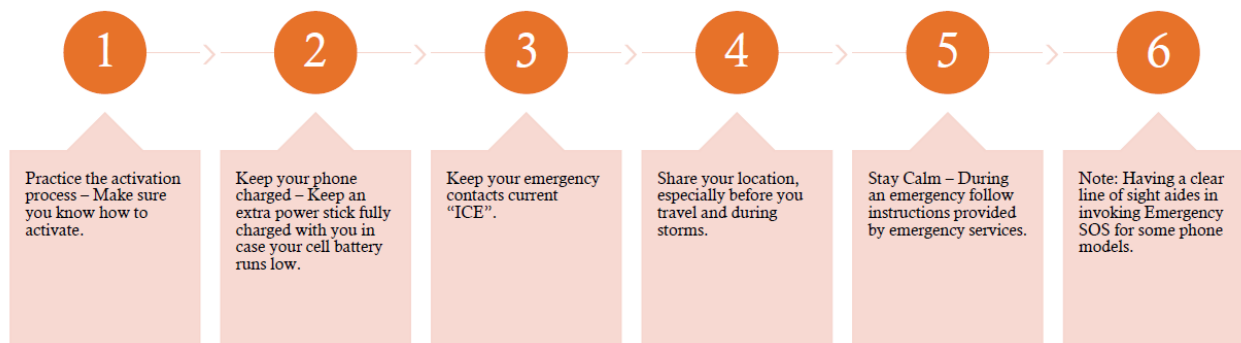 1
2
3
4
5
6
Practice the activation
process – Make sure
you know how to
activate.
Keep your phone
charged – Keep an
extra power stick fully
charged with you in
case your cell battery
runs low.
Keep your emergency
contacts current
“ICE”.
Share your location,
especially before you
travel and during
storms.
Stay Calm – During
an emergency follow
instructions provided
by emergency services.
Note: Having a clear
line of sight aides in
invoking Emergency
SOS for some phone
models.